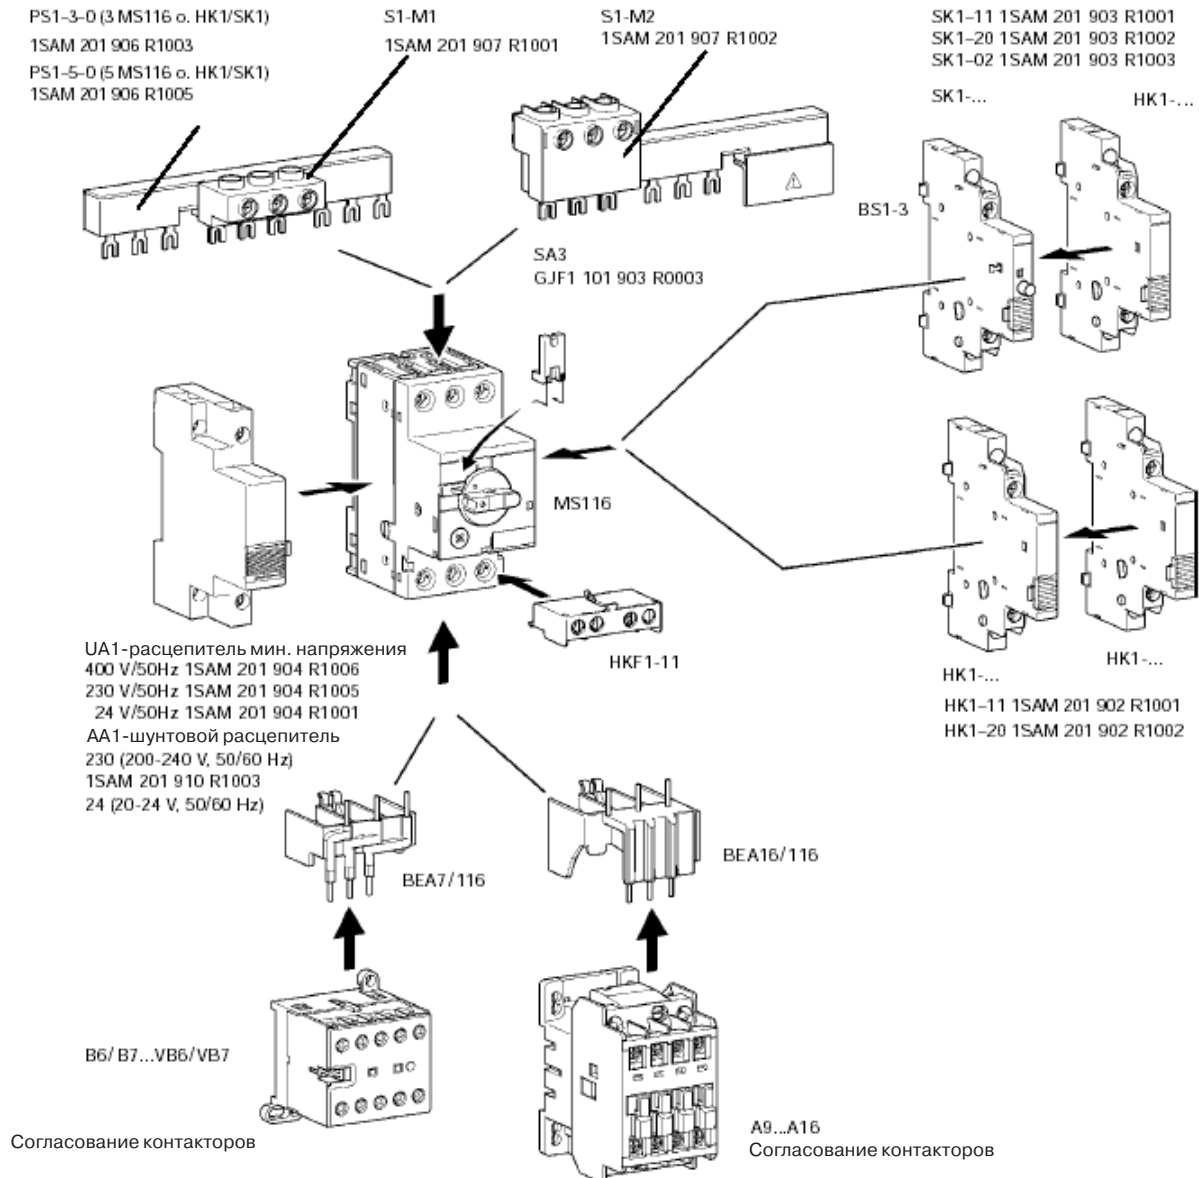 PS1-3-0 (3 MS116 o. HK1/SK1)
1SAM 201 906 R1003
PS1-5-0 (5 MS116 o. HK1/SK1)
1SAM 201 906 R1005
S1-M1
1SAM 201 907 R1001
S1-M2
1SAM 201 907 R1002
SK1-11 1SAM 201 903 R1001
SK1-20 1SAM 201 903 R1002
SK1-02 1SAM 201 903 R1003
SK1-...
HK1-...
BS1-3
SA3
GJF1 101 903 R0003
MS116
HKF1-11
UA1-расцепитель мин. напряжения
400 V/50Hz 1SAM 201 904 R1006
230 V/50Hz 1SAM 201 904 R1005
24 V/50Hz 1SAM 201 904 R1001
AA1-шунтовой расцепитель
230 (200-240 V, 50/60 Hz)
1SAM 201 910 R1003
24 (20-24 V, 50/60 Hz)
HK1-...
HK1-...
HK1-11 1SAM 201 902 R1001
HK1-20 1SAM 201 902 R1002
BEA7/116
BEA16/116
B6/B7...VB6/VB7
Согласование контакторов
A9...A16
Согласование контакторов